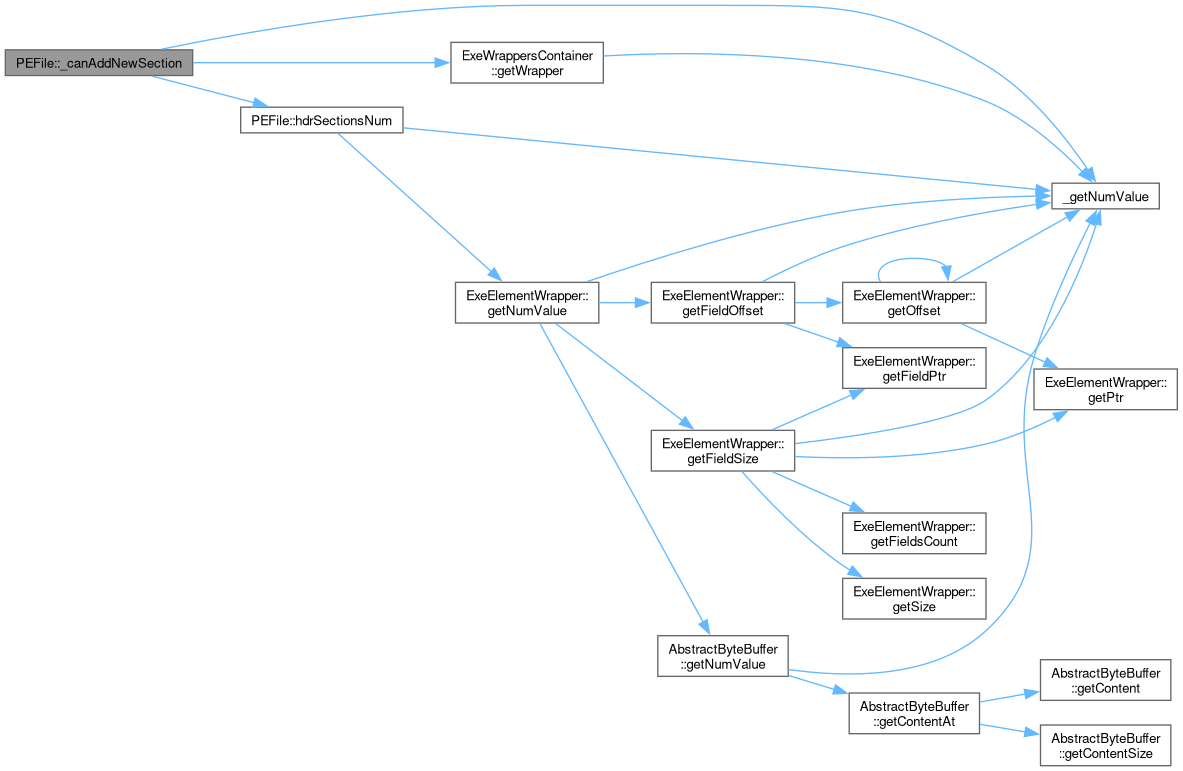 PEFile::_canAddNewSection
ExeWrappersContainer
::getWrapper
PEFile::hdrSectionsNum
_getNumValue
ExeElementWrapper::
getNumValue
ExeElementWrapper::
getFieldOffset
ExeElementWrapper::
getOffset
ExeElementWrapper::
getFieldPtr
ExeElementWrapper::
getPtr
ExeElementWrapper::
getFieldSize
ExeElementWrapper::
getFieldsCount
ExeElementWrapper::
getSize
AbstractByteBuffer
::getNumValue
AbstractByteBuffer
::getContentAt
AbstractByteBuffer
::getContent
AbstractByteBuffer
::getContentSize